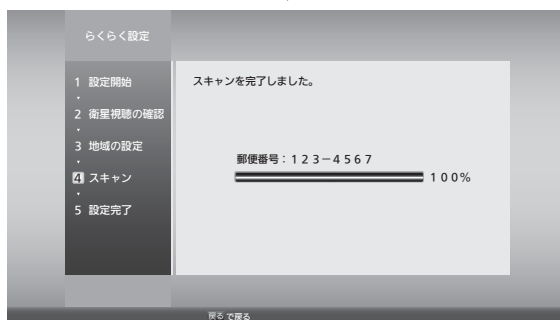 らくらく設定
1 設定開始
2 衛星視聴の確認
3 地域の設定
4 スキャン
5 設定完了
スキャンを完了しました。
郵便番号：１２３－４５６７
１００％
戻る で戻る